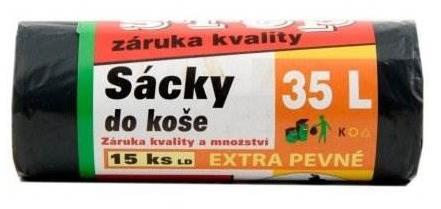 záruka kvality
Sácky
do koše
35 L
Záruka kvality a množství
15 ks LD
EXTRA PEVNÉ